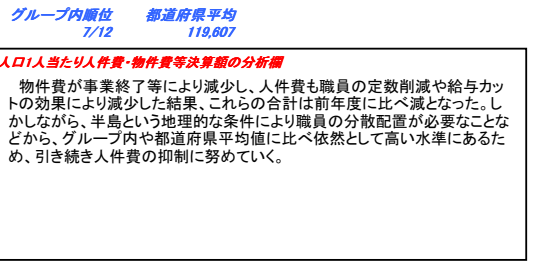 グループ内順位 都道府県平均
7/12 119,607
人口1人当たり人件費・物件費等決算額の分析欄
物件費が事業終了等により減少し、人件費も職員の定数削減や給与カッ
トの効果により減少した結果、これらの合計は前年度に比べ減となった。し
かしながら、半島という地理的な条件により職員の分散配置が必要なことな
どから、グループ内や都道府県平均値に比べ依然として高い水準にあるた
め、引き続き人件費の抑制に努めていく。